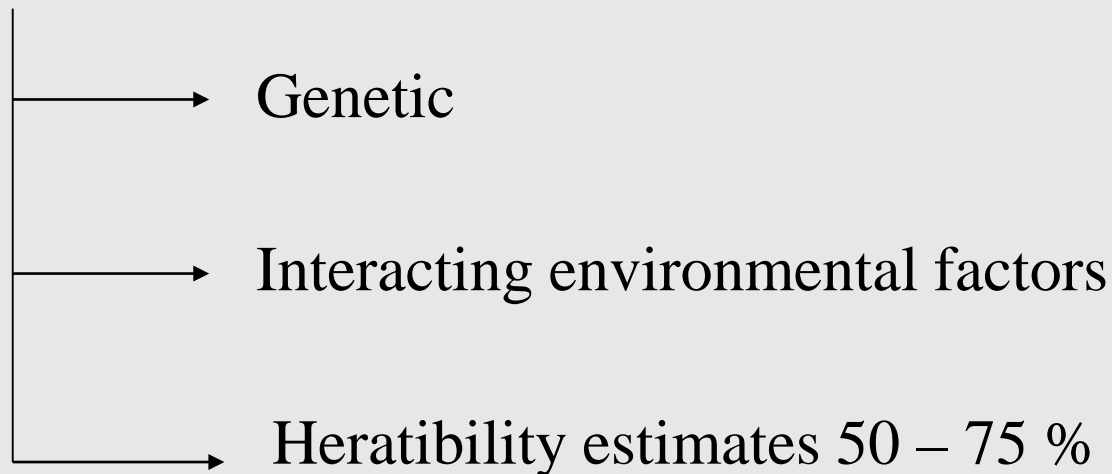 Genetic
Interacting environmental factors
Heratibility estimates 50 – 75 %